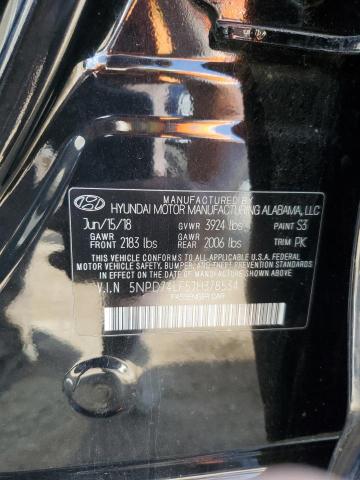 MANUFACTURED BY
HYUNDAI MOTOR MANUFACTURING ALABAMA, LLC
Jun/15/18 GVWR 3924 lbs PAINT S3
GAWR FRONT 2183 lbs GAWR REAR 2006 lbs TRIM PK
THIS VEHICLE CONFORMS TO ALL APPLICABLE U.S. FEDERAL
MOTOR VEHICLE SAFETY, BUMPER, AND THEFT PREVENTION STANDARDS
IN EFFECT ON THE DATE OF MANUFACTURE SHOWN ABOVE.
V.I.N
PASSENGER CAR